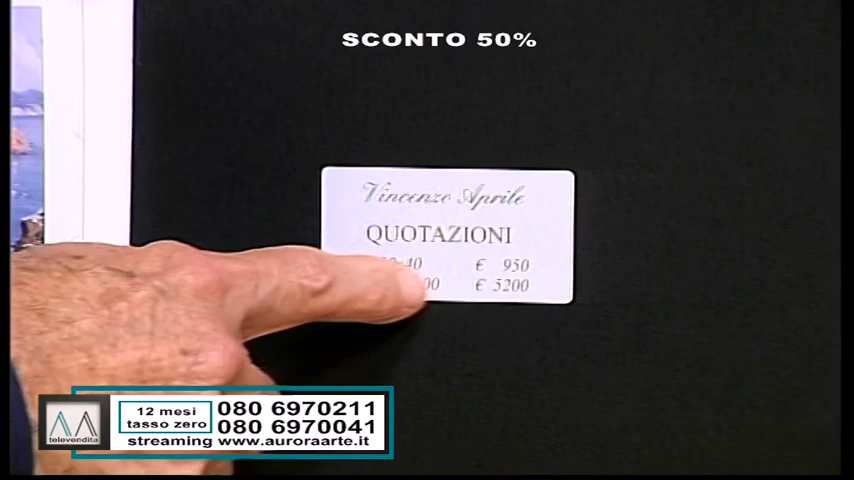 SCONTO 50%
Vincenzo Aprile
QUOTAZIONI
€ 950
€ 5200
12 mesi
tasso zero
080 6970211
080 6970041
televendita
streaming www.auroraarte.it